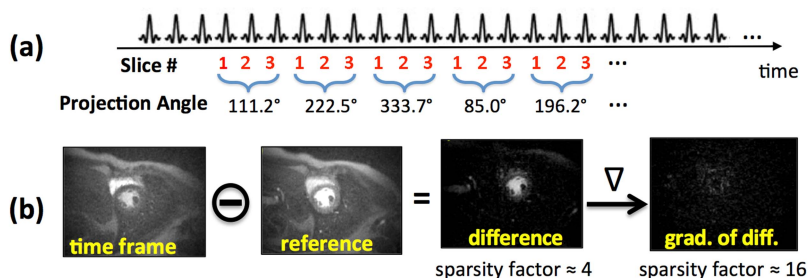 (a)
...
Slice # 1 2 3 1 2 3 1 2 3 1 2 3 1 2 3 ...
time
Projection Angle 111.2° 222.5° 333.7° 85.0° 196.2° ...
(b)
time frame
reference
=
difference
∇
grad. of diff.
sparsity factor ≈ 4
sparsity factor ≈ 16